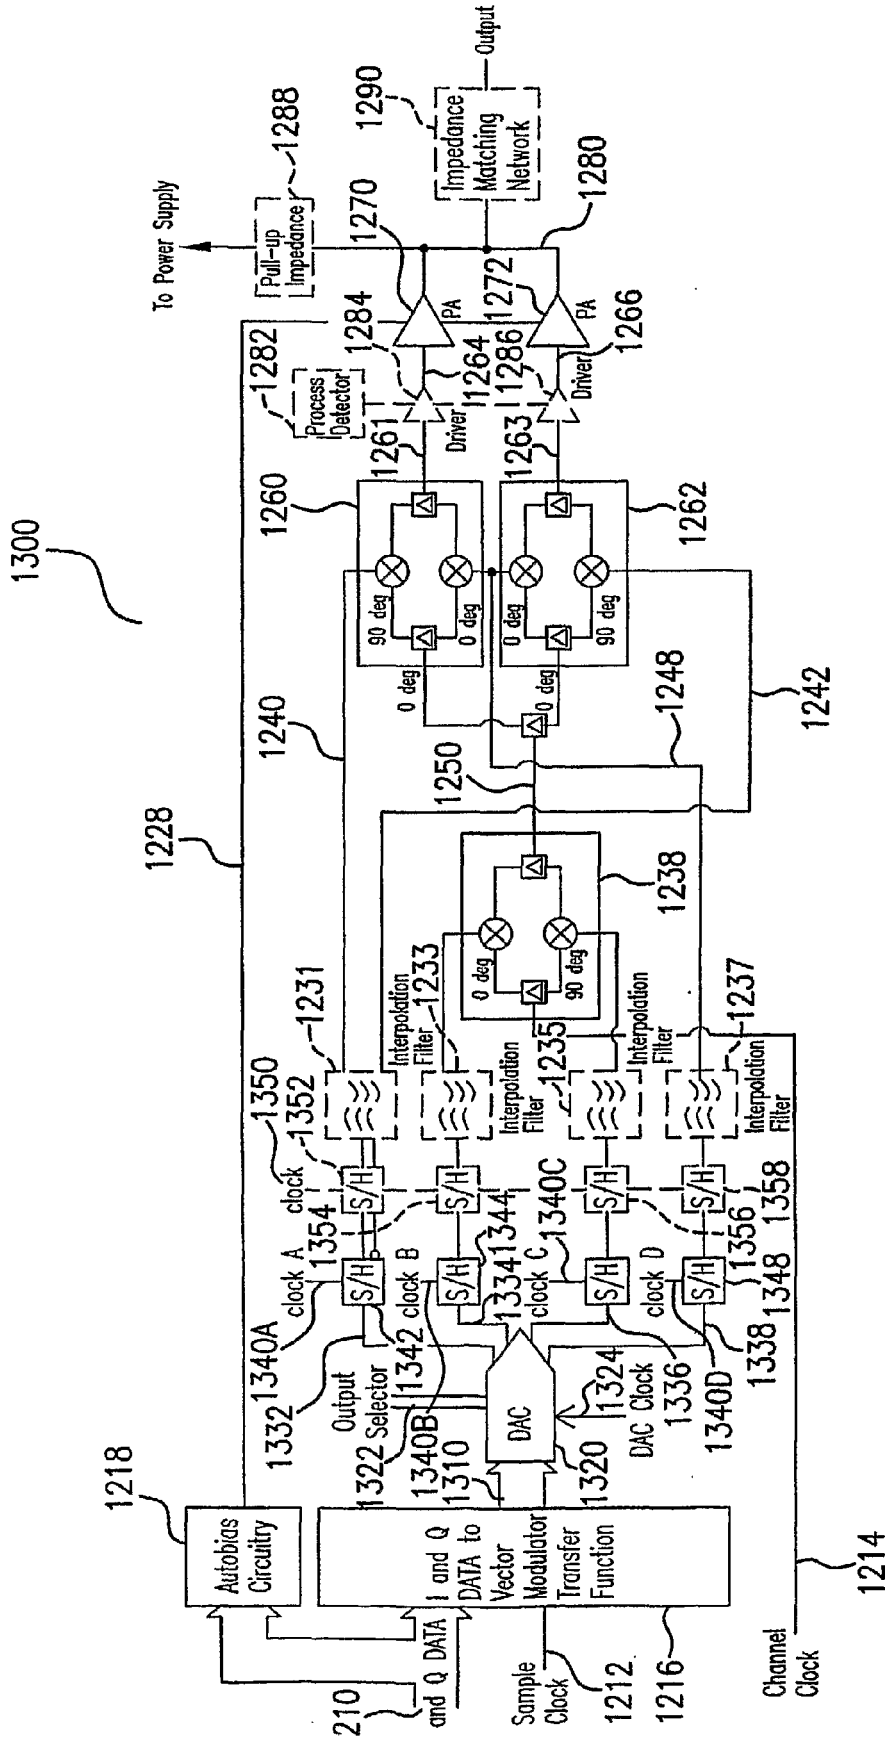 1300
210
and Q DATA
Sample
Clock
1212
1216
Channel
Clock
1214
1218
Autobias
Circuitry
I and Q
DATA to
Vector
Modulator
Transfer
Function
1228
1310
1322
Output
Selector
DAC
1320
1324
DAC Clock
1332
1334
1336
1338
1340A
clock A
1340B
clock B
1340C
clock C
1340D
clock D
S/H
1342
S/H
1344
S/H
S/H
1348
clock
1350
1352
1354
S/H
S/H
S/H
1356
S/H
1358
1231
Interpolation
Filter
1233
Interpolation
Filter
1235
Interpolation
Filter
1237
Interpolation
Filter
1240
0 deg
90 deg
1238
1250
1248
1242
0 deg
0 deg
90 deg
0 deg
1260
0 deg
90 deg
1262
1261
1263
Process
Detector
1282
Driver
1284
1264
Driver
1286
1266
PA
1270
PA
1272
1280
To Power Supply
Pull-up
Impedance
1288
Impedance
Matching
Network
1290
Output